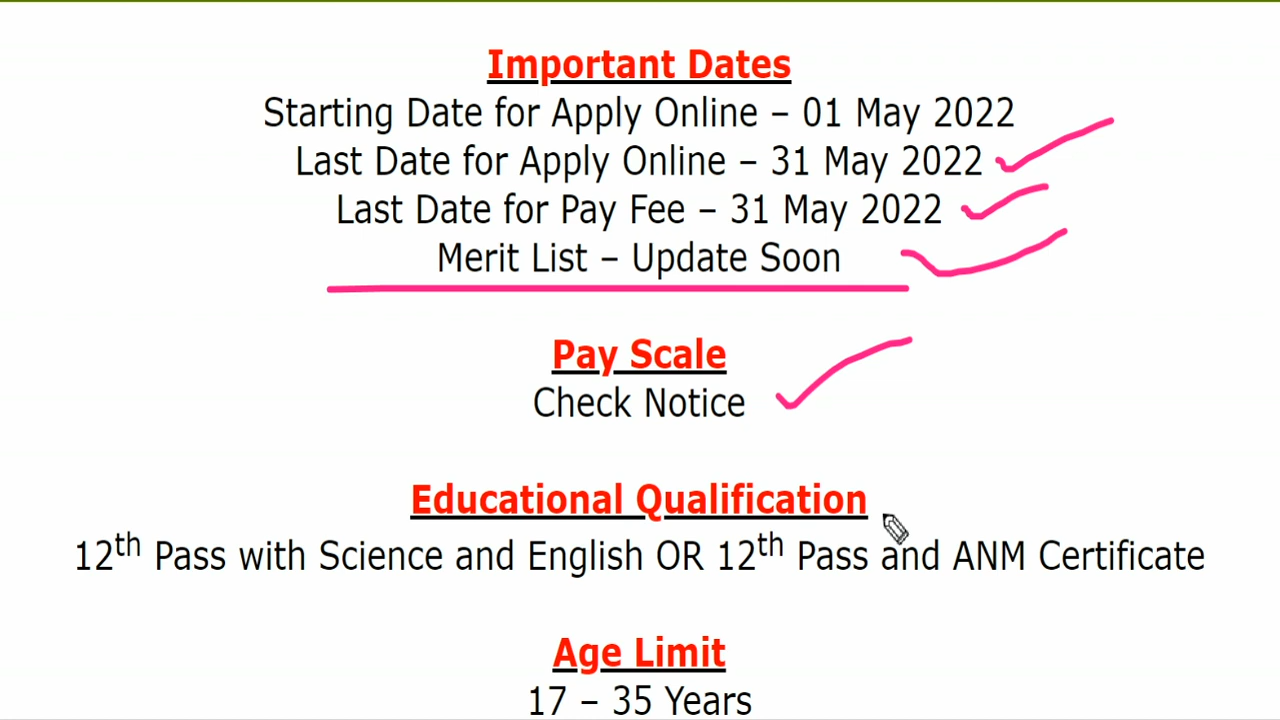 Important Dates
Starting Date for Apply Online – 01 May 2022
Last Date for Apply Online – 31 May 2022
Last Date for Pay Fee – 31 May 2022
Merit List – Update Soon
Pay Scale
Check Notice
Educational Qualification
12th Pass with Science and English OR 12th Pass and ANM Certificate
Age Limit
17 – 35 Years